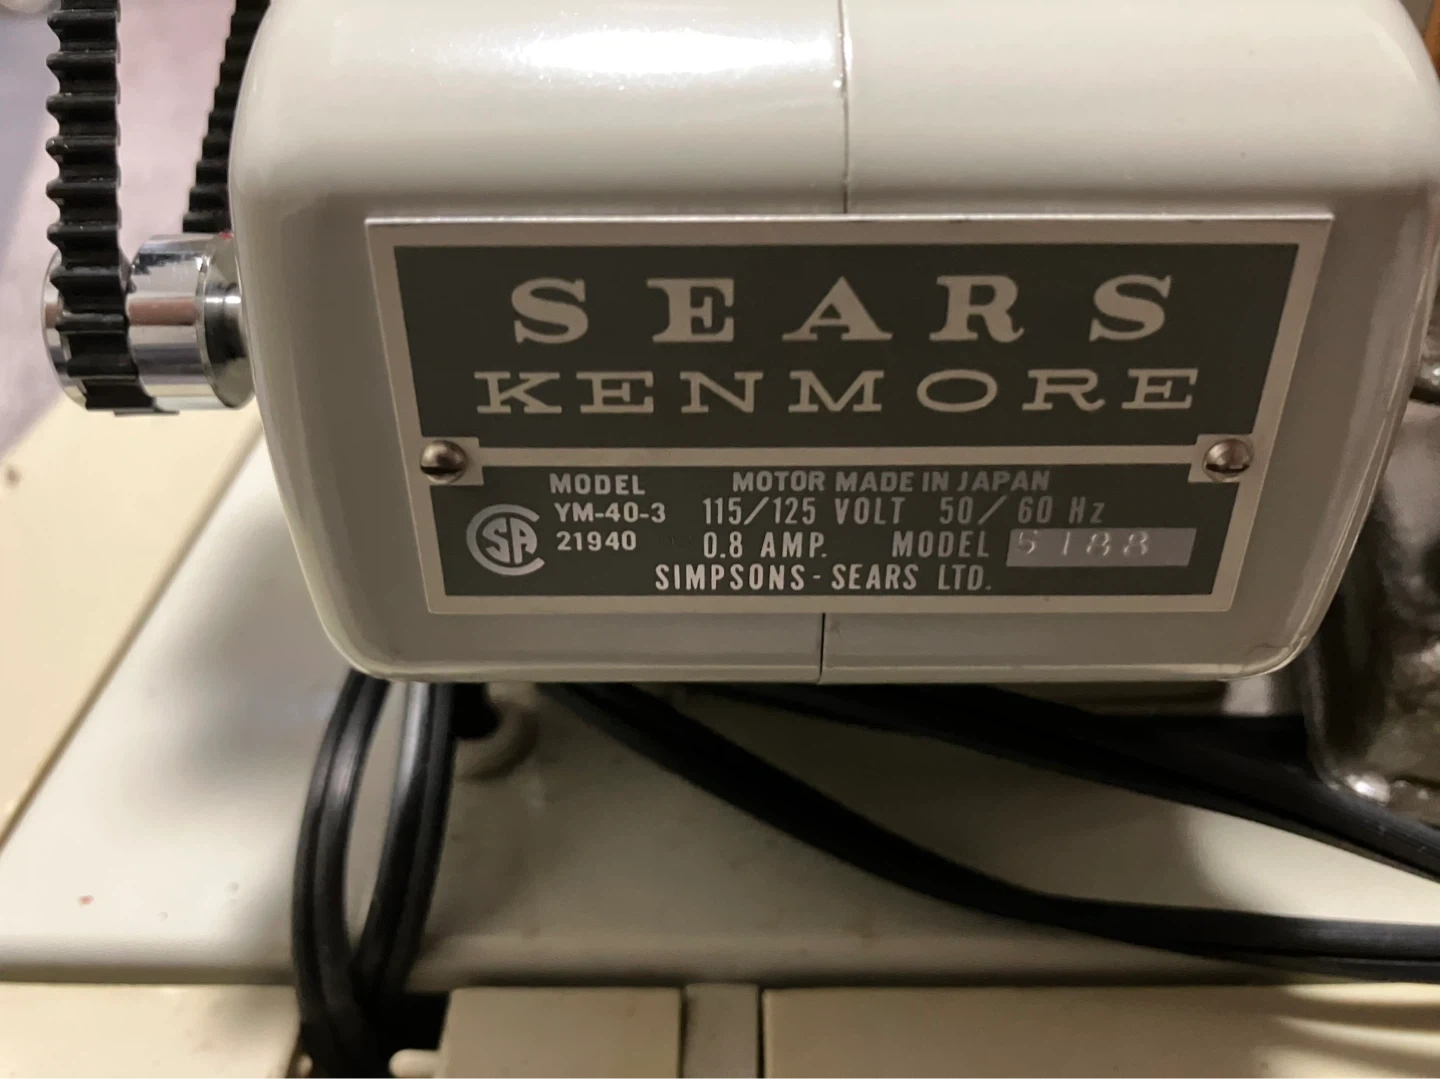 SEARS
KENMORE
MODEL MOTOR MADE IN JAPAN
YM-40-3 115/125 VOLT 50/60 Hz
CSA 21940 0.8 AMP. MODEL 5188
SIMPSONS-SEARS LTD.